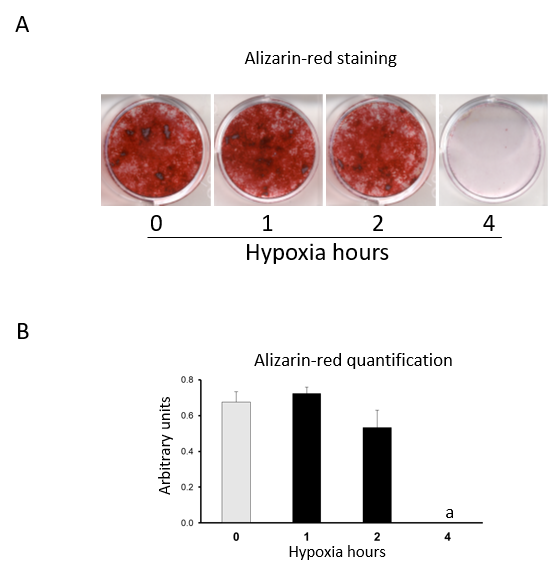 A
Alizarin-red staining
0 1 2 4
Hypoxia hours
B
Alizarin-red quantification
Arbitrary units
0.8
0.6
0.4
0.2
0.0
a
0 1 2 4
Hypoxia hours